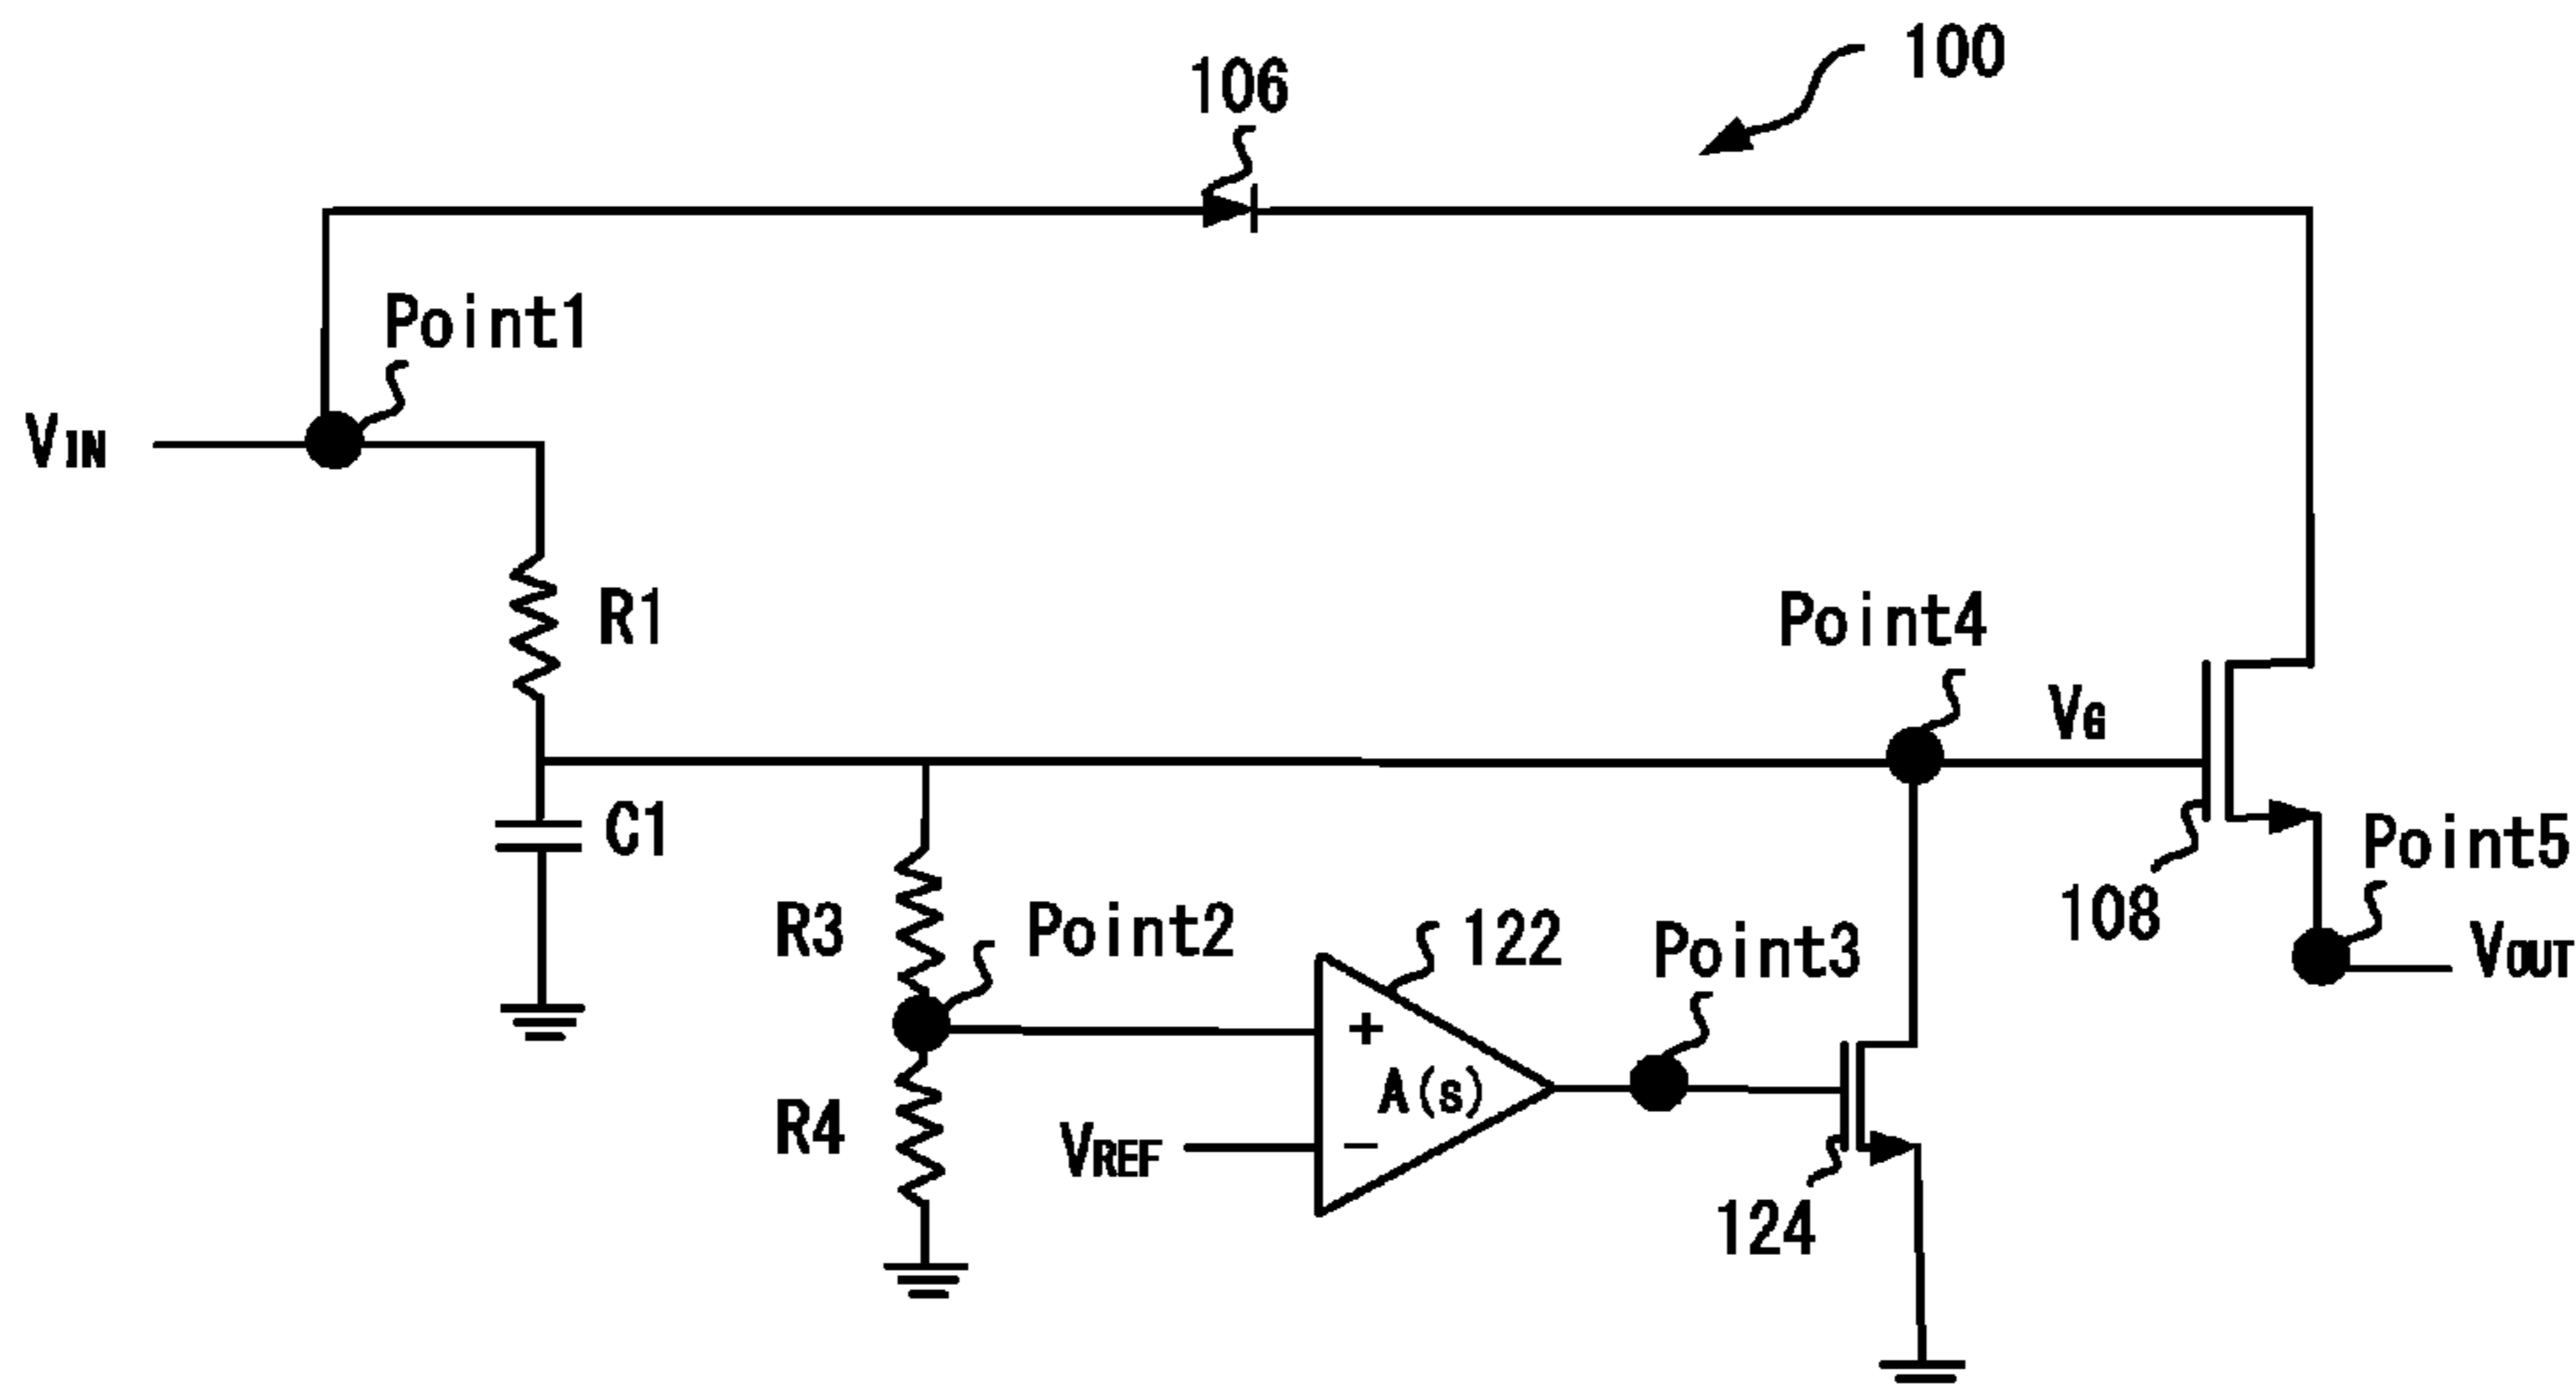 100
106
Point1
VIN
R1
Point4
VG
C1
Point5
108
R3
Point2
122
Point3
VOUT
+
A(s)
R4
VREF
−
124